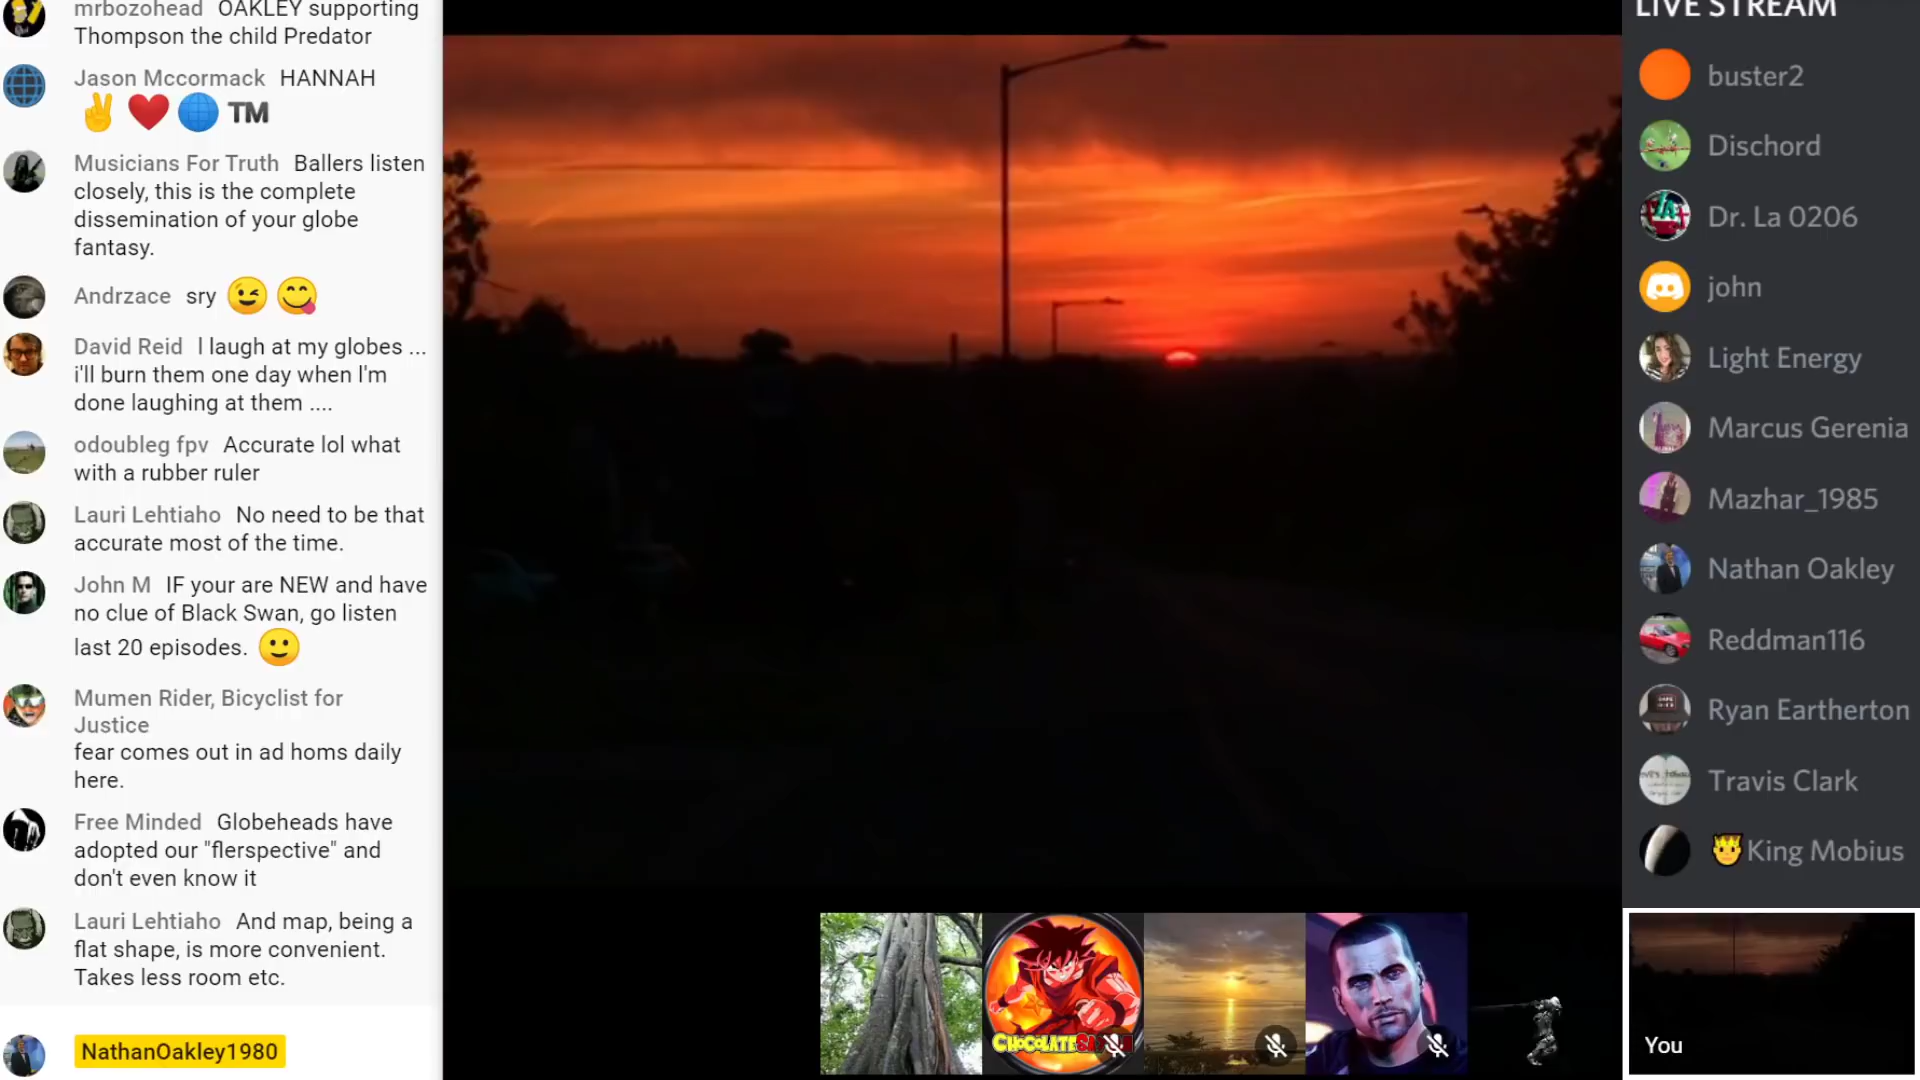 mrbozohead OAKLEY supporting
Thompson the child Predator
Jason Mccormack HANNAH
✌️❤️🌐™️
Musicians For Truth Ballers listen
closely, this is the complete
dissemination of your globe
fantasy.
Andrzace sry 😉😋
David Reid I laugh at my globes ...
i'll burn them one day when I'm
done laughing at them ....
odoubleg fpv Accurate lol what
with a rubber ruler
Lauri Lehtiaho No need to be that
accurate most of the time.
John M IF your are NEW and have
no clue of Black Swan, go listen
last 20 episodes. 🙂
Mumen Rider, Bicyclist for
Justice
fear comes out in ad homs daily
here.
Free Minded Globeheads have
adopted our "flerspective" and
don't even know it
Lauri Lehtiaho And map, being a
flat shape, is more convenient.
Takes less room etc.
NathanOakley1980
LIVE STREAM
buster2
Dischord
Dr. La 0206
john
Light Energy
Marcus Gerenia
Mazhar_1985
Nathan Oakley
Reddman116
Ryan Eartherton
Travis Clark
🤴King Mobius
You